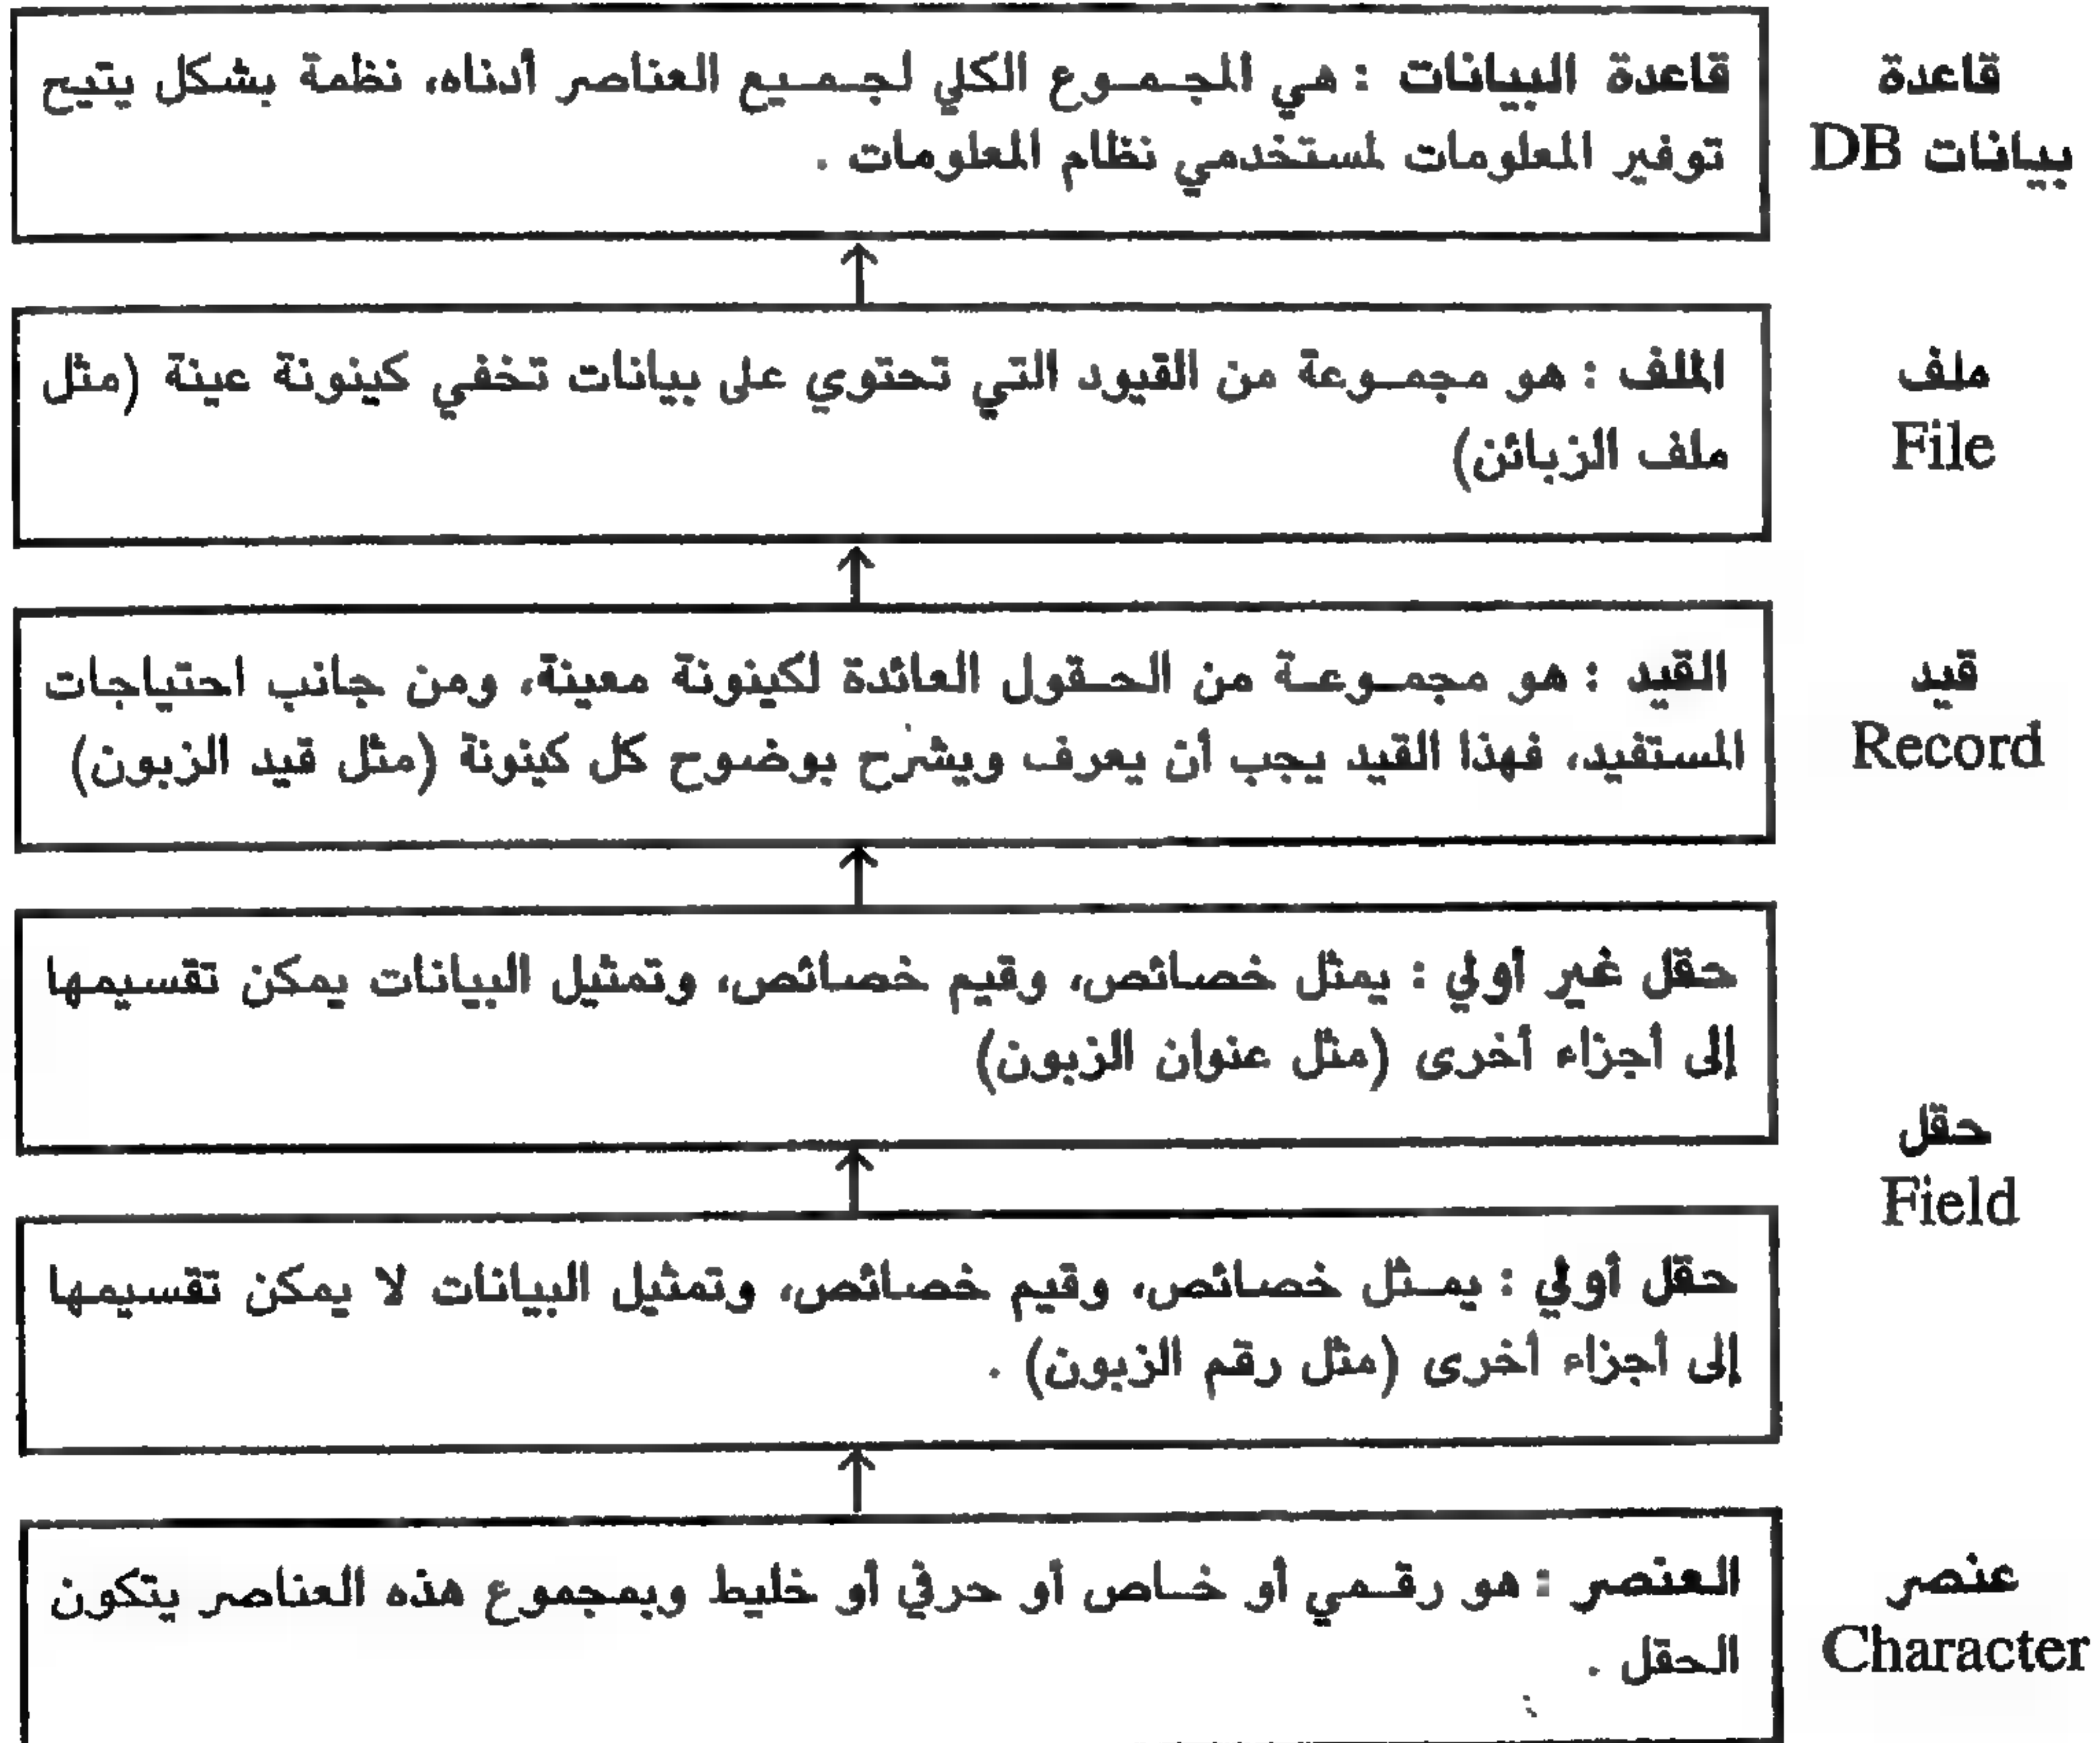 قاعدة
بيانات DB
قاعدة البيانات : هي المجموع الكلي لجميع العناصر أدناه، نظمة بشكل يتيح
توفير المعلومات لمستخدمي نظام المعلومات .
ملف
File
الملف : هو مجموعة من القيود التي تحتوي على بيانات تخفي كينونة عينة (مثل
ملف الزبائن)
قيد
Record
القيد : هو مجموعة من الحقول العائدة لكينونة معينة، ومن جانب احتياجات
المستفيد، فهذا القيد يجب أن يعرف ويشرح بوضوح كل كينونة (مثل قيد الزبون)
حقل
Field
حقل غير أولي : يمثل خصائص، وقيم خصائص، وتمثيل البيانات يمكن تقسيمها
إلى أجزاء أخرى (مثل عنوان الزبون)
حقل أولي : يمثل خصائص، وقيم خصائص، وتمثيل البيانات لا يمكن تقسيمها
إلى أجزاء أخرى (مثل رقم الزبون) .
عنصر
Character
العنصر : هو رقمي أو خاص أو حرفي أو خليط وبمجموع هذه العناصر يتكون
الحقل .